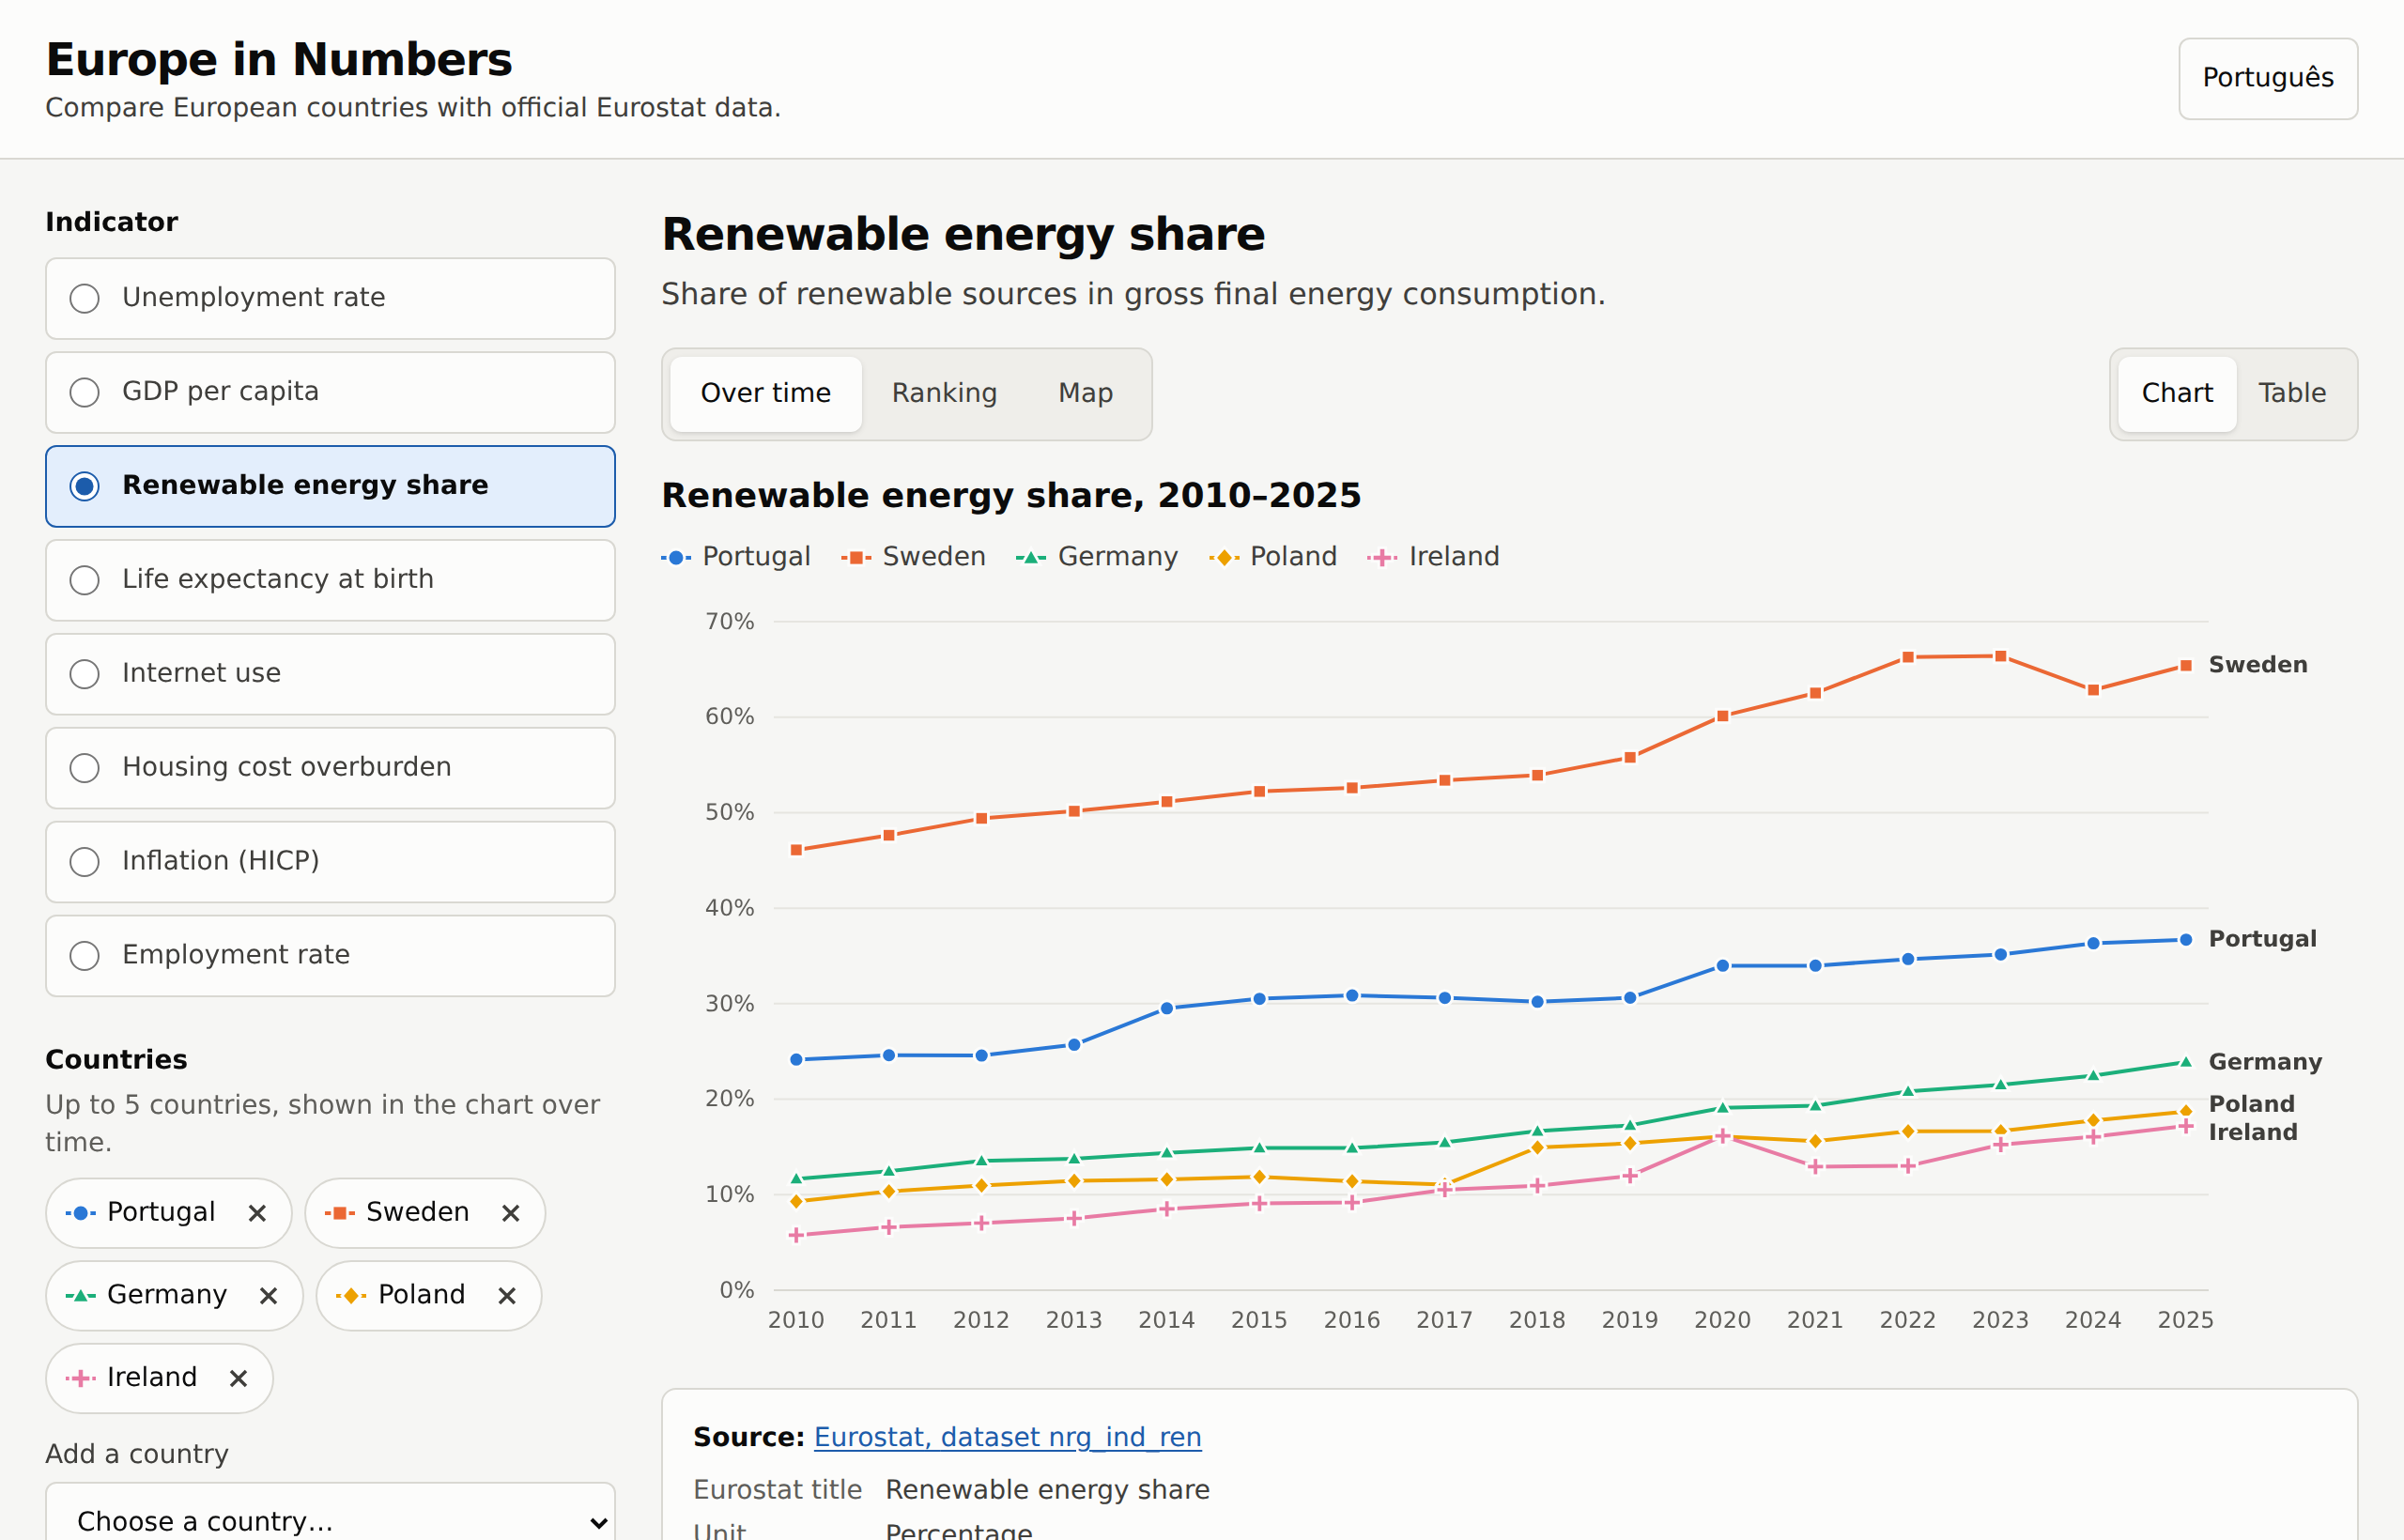 Europe in Numbers
Compare European countries with official Eurostat data.
Português
Indicator
Unemployment rate
GDP per capita
Renewable energy share
Life expectancy at birth
Internet use
Housing cost overburden
Inflation (HICP)
Employment rate
Countries
Up to 5 countries, shown in the chart over
time.
Portugal
Sweden
Germany
Poland
Ireland
Add a country
Choose a country...
Renewable energy share
Share of renewable sources in gross final energy consumption.
Over time Ranking Map
Chart Table
Renewable energy share, 2010–2025
Portugal Sweden Germany Poland Ireland
70%
60%
50%
40%
30%
20%
10%
0%
Sweden
Portugal
Germany
Poland
Ireland
2010 2011 2012 2013 2014 2015 2016 2017 2018 2019 2020 2021 2022 2023 2024 2025
Source: Eurostat, dataset nrg_ind_ren
Eurostat title Renewable energy share
Unit Percentage